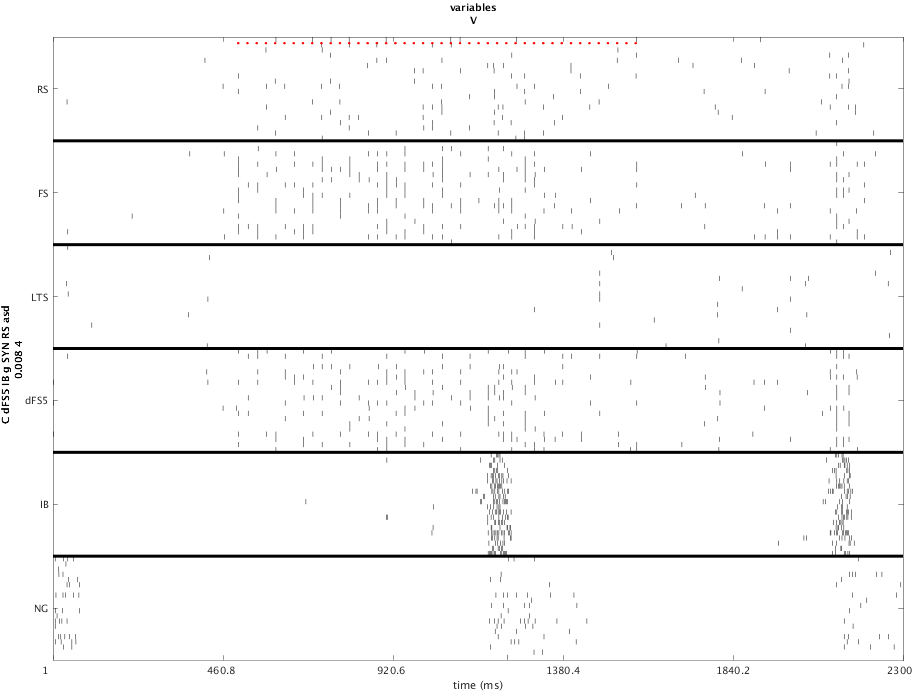 variables
V
RS
FS
LTS
dFS5
IB
NG
C dFS5 IB g SYN RS asd
0.008 4
1
460.8
920.6
1380.4
1840.2
2300
time (ms)